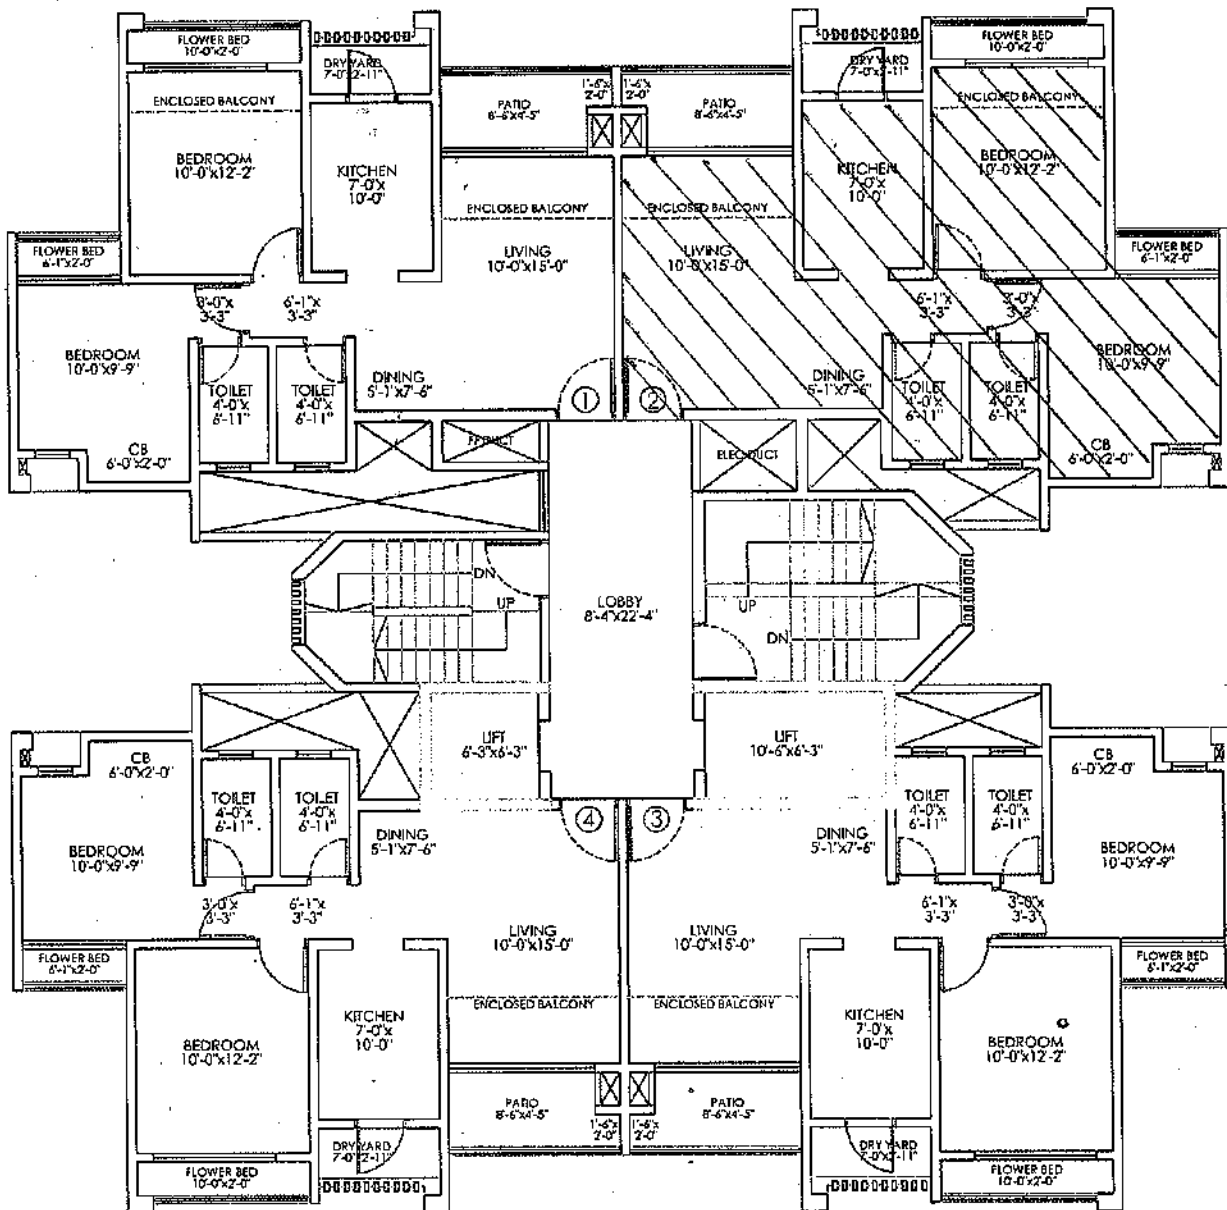 FLOWER BED
10'-0"x2'-0"
DRY YARD
7'-0"x2'-11"
ENCLOSED BALCONY
PATIO
8'-6"x4'-5"
1'-6"x
2'-0"
1'-6"x
2'-0"
PATIO
8'-6"x4'-5"
DRY YARD
7'-0"x2'-11"
FLOWER BED
10'-0"x2'-0"
ENCLOSED BALCONY
BEDROOM
10'-0"x12'-2"
KITCHEN
7'-0"x
10'-0"
ENCLOSED BALCONY
ENCLOSED BALCONY
KITCHEN
7'-0"x
10'-0"
BEDROOM
10'-0"x12'-2"
FLOWER BED
6'-1"x2'-0"
LIVING
10'-0"x15'-0"
LIVING
10'-0"x15'-0"
FLOWER BED
6'-1"x2'-0"
3'-0"x
3'-3"
6'-1"x
3'-3"
6'-1"x
3'-3"
3'-0"x
3'-3"
BEDROOM
10'-0"x9'-9"
TOILET
4'-0"x
6'-11"
TOILET
4'-0"x
6'-11"
DINING
5'-1"x7'-6"
1
2
DINING
5'-1"x7'-6"
TOILET
4'-0"x
6'-11"
TOILET
4'-0"x
6'-11"
BEDROOM
10'-0"x9'-9"
CB
6'-0"x2'-0"
ELEC DUCT
CB
6'-0"x2'-0"
DN
UP
LOBBY
8'-4"x22'-4"
UP
DN
CB
6'-0"x2'-0"
LIFT
6'-3"x6'-3"
LIFT
10'-6"x6'-3"
CB
6'-0"x2'-0"
TOILET
4'-0"x
6'-11"
TOILET
4'-0"x
6'-11"
DINING
5'-1"x7'-6"
4
3
DINING
5'-1"x7'-6"
TOILET
4'-0"x
6'-11"
TOILET
4'-0"x
6'-11"
BEDROOM
10'-0"x9'-9"
BEDROOM
10'-0"x9'-9"
3'-0"x
3'-3"
6'-1"x
3'-3"
6'-1"x
3'-3"
3'-0"x
3'-3"
FLOWER BED
6'-1"x2'-0"
LIVING
10'-0"x15'-0"
LIVING
10'-0"x15'-0"
FLOWER BED
6'-1"x2'-0"
ENCLOSED BALCONY
ENCLOSED BALCONY
BEDROOM
10'-0"x12'-2"
KITCHEN
7'-0"x
10'-0"
KITCHEN
7'-0"x
10'-0"
BEDROOM
10'-0"x12'-2"
PATIO
8'-6"x4'-5"
1'-6"x
2'-0"
1'-6"x
2'-0"
PATIO
8'-6"x4'-5"
DRY YARD
7'-0"x2'-11"
DRY YARD
7'-0"x2'-11"
FLOWER BED
10'-0"x2'-0"
FLOWER BED
10'-0"x2'-0"